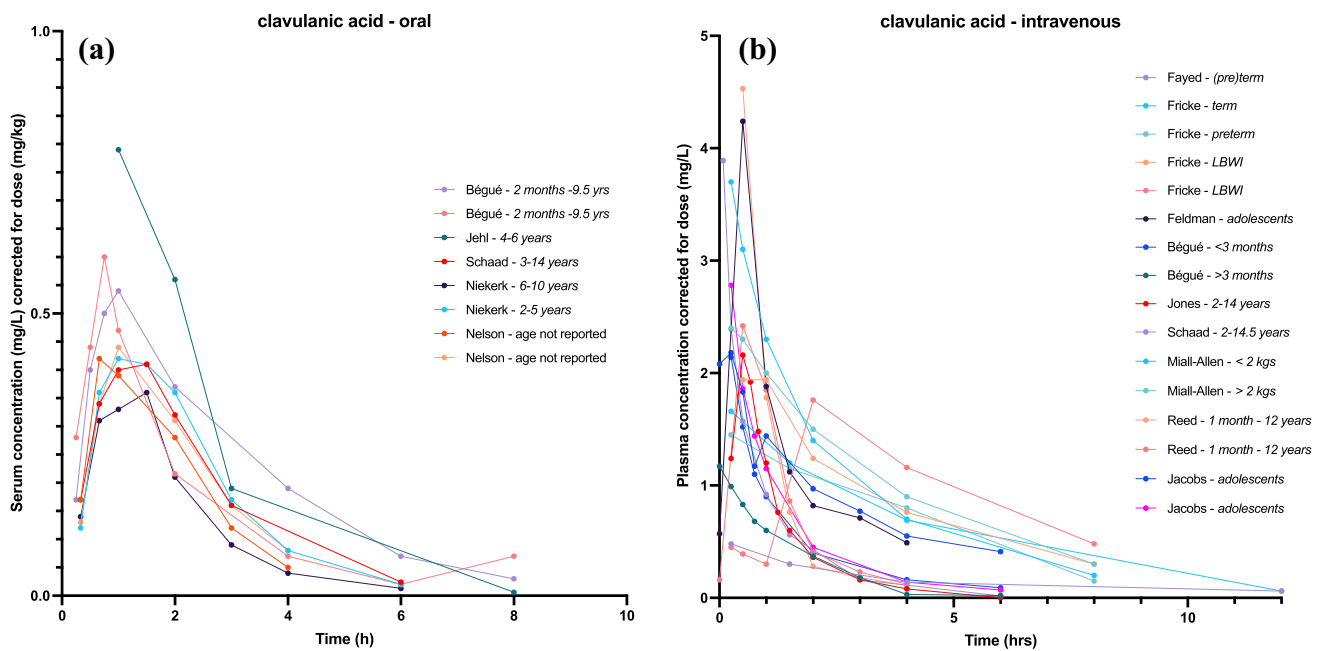 clavulanic acid - oral
(a)
Serum concentration (mg/L) corrected for dose (mg/kg)
1.0
0.5
0.0
0
2
4
6
8
10
Time (h)
Bégué - 2 months -9.5 yrs
Bégué - 2 months -9.5 yrs
Jehl - 4-6 years
Schaad - 3-14 years
Niekerk - 6-10 years
Niekerk - 2-5 years
Nelson - age not reported
Nelson - age not reported
clavulanic acid - intravenous
(b)
Plasma concentration corrected for dose (mg/L)
5
4
3
2
1
0
0
5
10
Time (hrs)
Fayed - (pre)term
Fricke - term
Fricke - preterm
Fricke - LBWI
Fricke - LBWI
Feldman - adolescents
Bégué - <3 months
Bégué - >3 months
Jones - 2-14 years
Schaad - 2-14.5 years
Miall-Allen - < 2 kgs
Miall-Allen - > 2 kgs
Reed - 1 month - 12 years
Reed - 1 month - 12 years
Jacobs - adolescents
Jacobs - adolescents